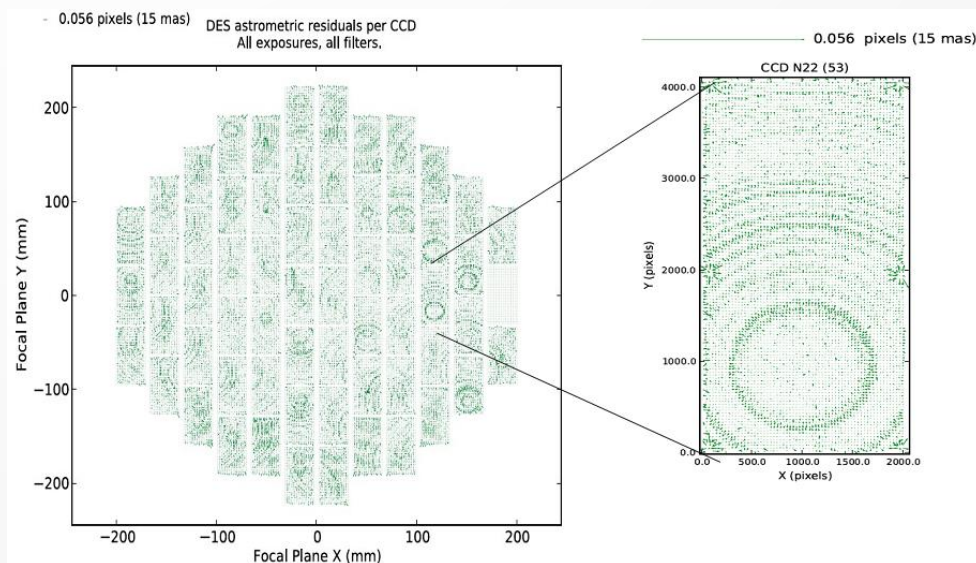 0.056 pixels (15 mas)
DES astrometric residuals per CCD
All exposures, all filters.
200
100
0
−100
−200
Focal Plane Y (mm)
−200 −100 0 100 200
Focal Plane X (mm)
0.056 pixels (15 mas)
CCD N22 (53)
4000.0
3000.0
2000.0
1000.0
0.0
Y (pixels)
0.0 500.0 1000.0 1500.0 2000.0
X (pixels)